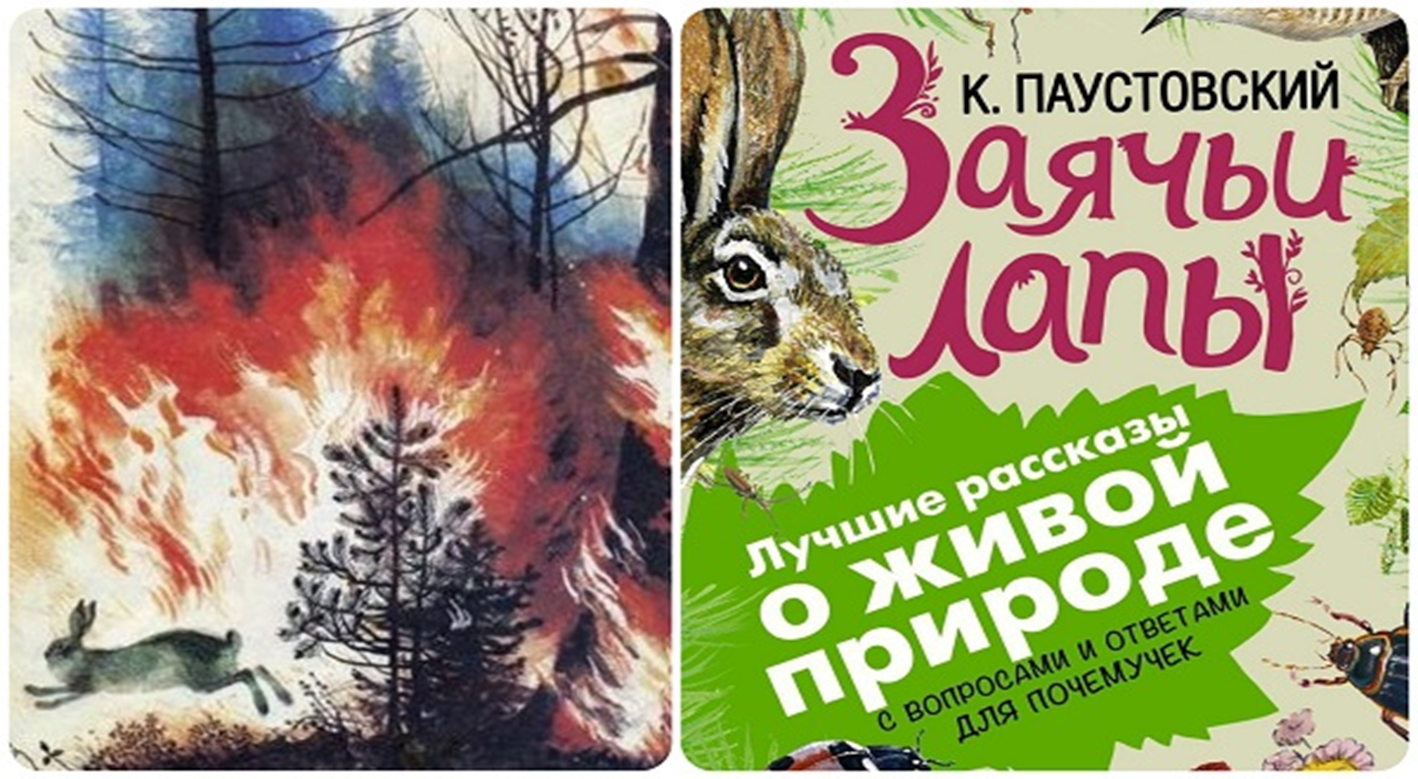 К. ПАУСТОВСКИЙ
Заячьи
лапы
Лучшие рассказы
о живой
природе
С ВОПРОСАМИ И ОТВЕТАМИ
ДЛЯ ПОЧЕМУЧЕК